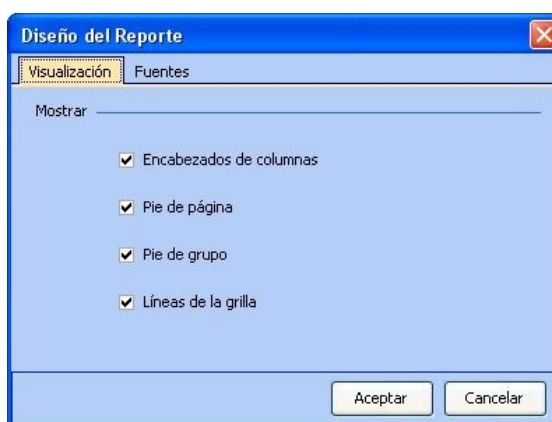 Diseño del Reporte
Visualización Fuentes
Mostrar
Encabezados de columnas
Pie de página
Pie de grupo
Líneas de la grilla
Aceptar Cancelar